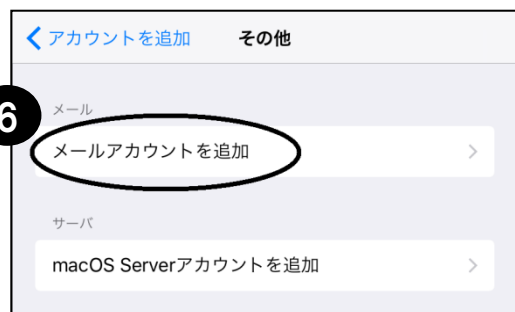 アカウントを追加 その他
6
メール
メールアカウントを追加
サーバ
macOS Serverアカウントを追加